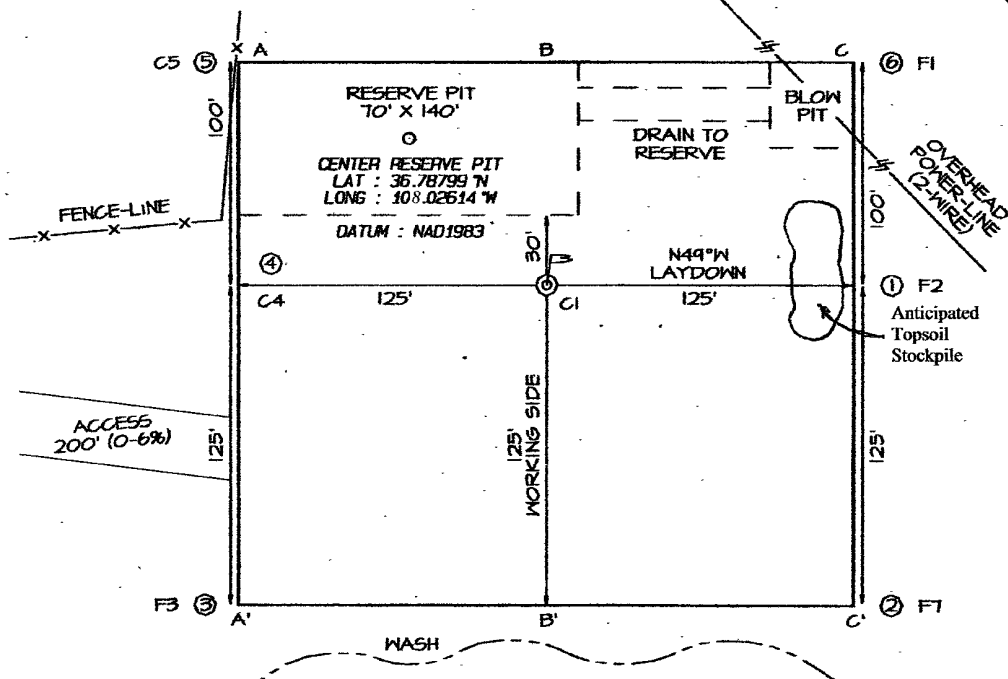 A
B
C
C5 ⑤
⑥ F1
100'
RESERVE PIT
70' X 140'
BLOW
PIT
DRAIN TO
RESERVE
CENTER RESERVE PIT
LAT : 36.78799 °N
LONG : 108.02614 °W
DATUM : NAD1983
OVERHEAD
POWER-LINE
(2-WIRE)
100'
FENCE-LINE
30'
N49°W
LAYDOWN
④
C4
125'
C1
125'
① F2
Anticipated
Topsoil
Stockpile
ACCESS
200' (0-6%)
125'
125'
WORKING SIDE
125'
F3 ③
② F7
A'
B'
C'
WASH